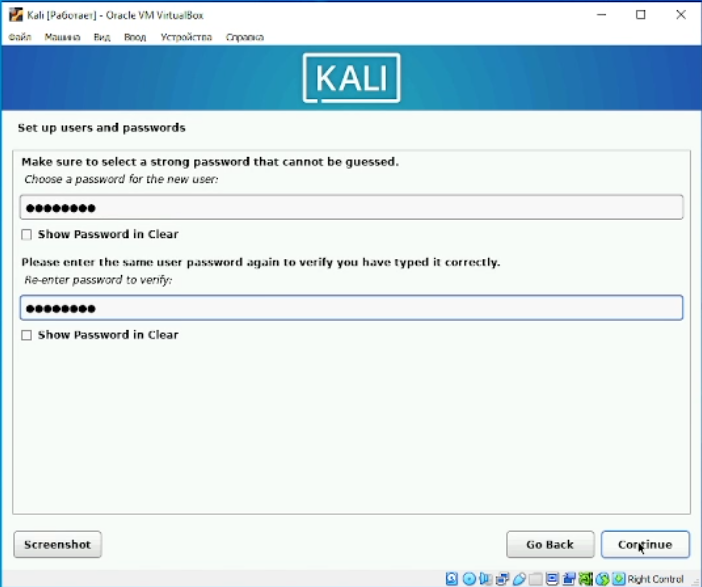 Kali [Работает] - Oracle VM VirtualBox
Файл Машина Вид Ввод Устройства Справка
KALI
Set up users and passwords
Make sure to select a strong password that cannot be guessed.
Choose a password for the new user:
●●●●●●●●
Show Password in Clear
Please enter the same user password again to verify you have typed it correctly.
Re-enter password to verify:
●●●●●●●●
Show Password in Clear
Screenshot Go Back Continue
Right Control